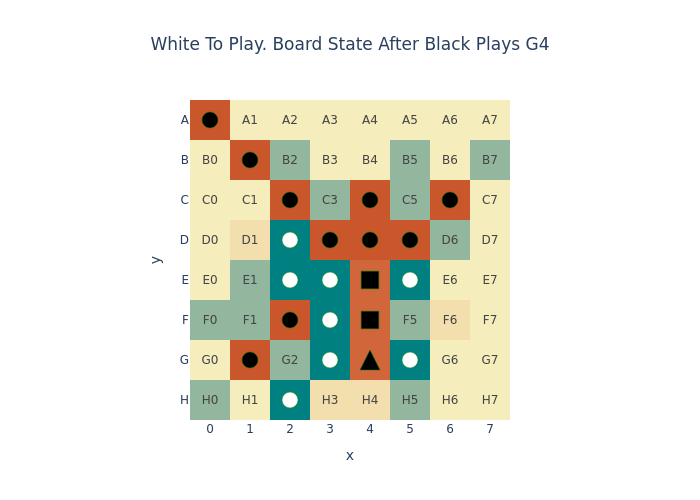 White To Play. Board State After Black Plays G4
A A1 A2 A3 A4 A5 A6 A7
B B0 B2 B3 B4 B5 B6 B7
C C0 C1 C3 C5 C7
D D0 D1 D6 D7
y
E E0 E1 E6 E7
F F0 F1 F5 F6 F7
G G0 G2 G6 G7
H H0 H1 H3 H4 H5 H6 H7
0 1 2 3 4 5 6 7
x